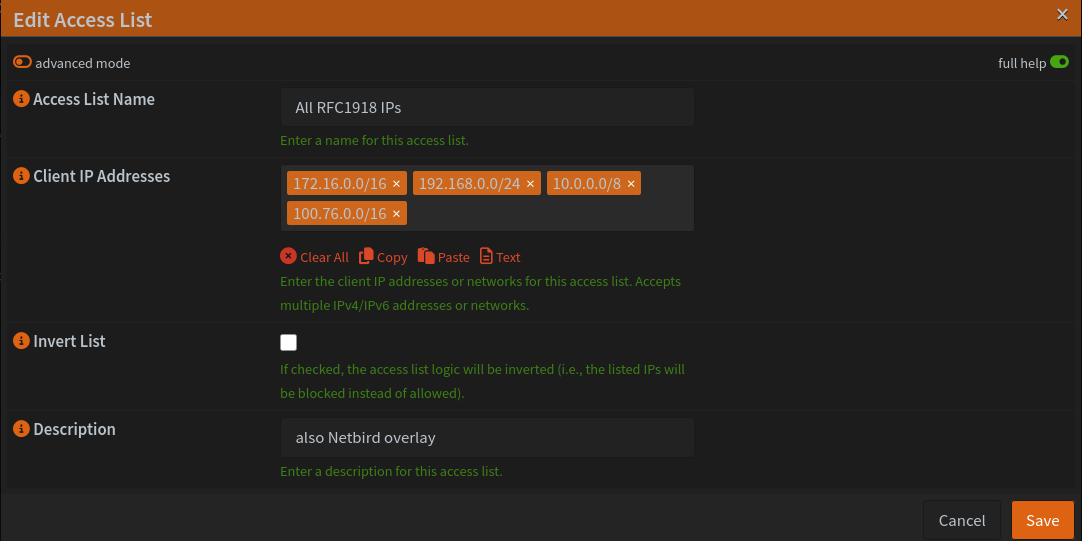 Edit Access List
×
advanced mode
full help
Access List Name
All RFC1918 IPs
Enter a name for this access list.
Client IP Addresses
172.16.0.0/16 × 192.168.0.0/24 × 10.0.0.0/8 ×
100.76.0.0/16 ×
Clear All Copy Paste Text
Enter the client IP addresses or networks for this access list. Accepts
multiple IPv4/IPv6 addresses or networks.
Invert List
If checked, the access list logic will be inverted (i.e., the listed IPs will
be blocked instead of allowed).
Description
also Netbird overlay
Enter a description for this access list.
Cancel
Save